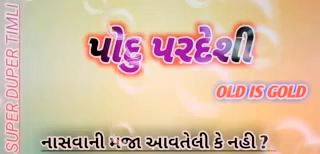 SUPER DUPER TIMLI
પોટ્ટુ પરદેશી
OLD IS GOLD
નાસવાની મજા આવતેલી કે નહી ?